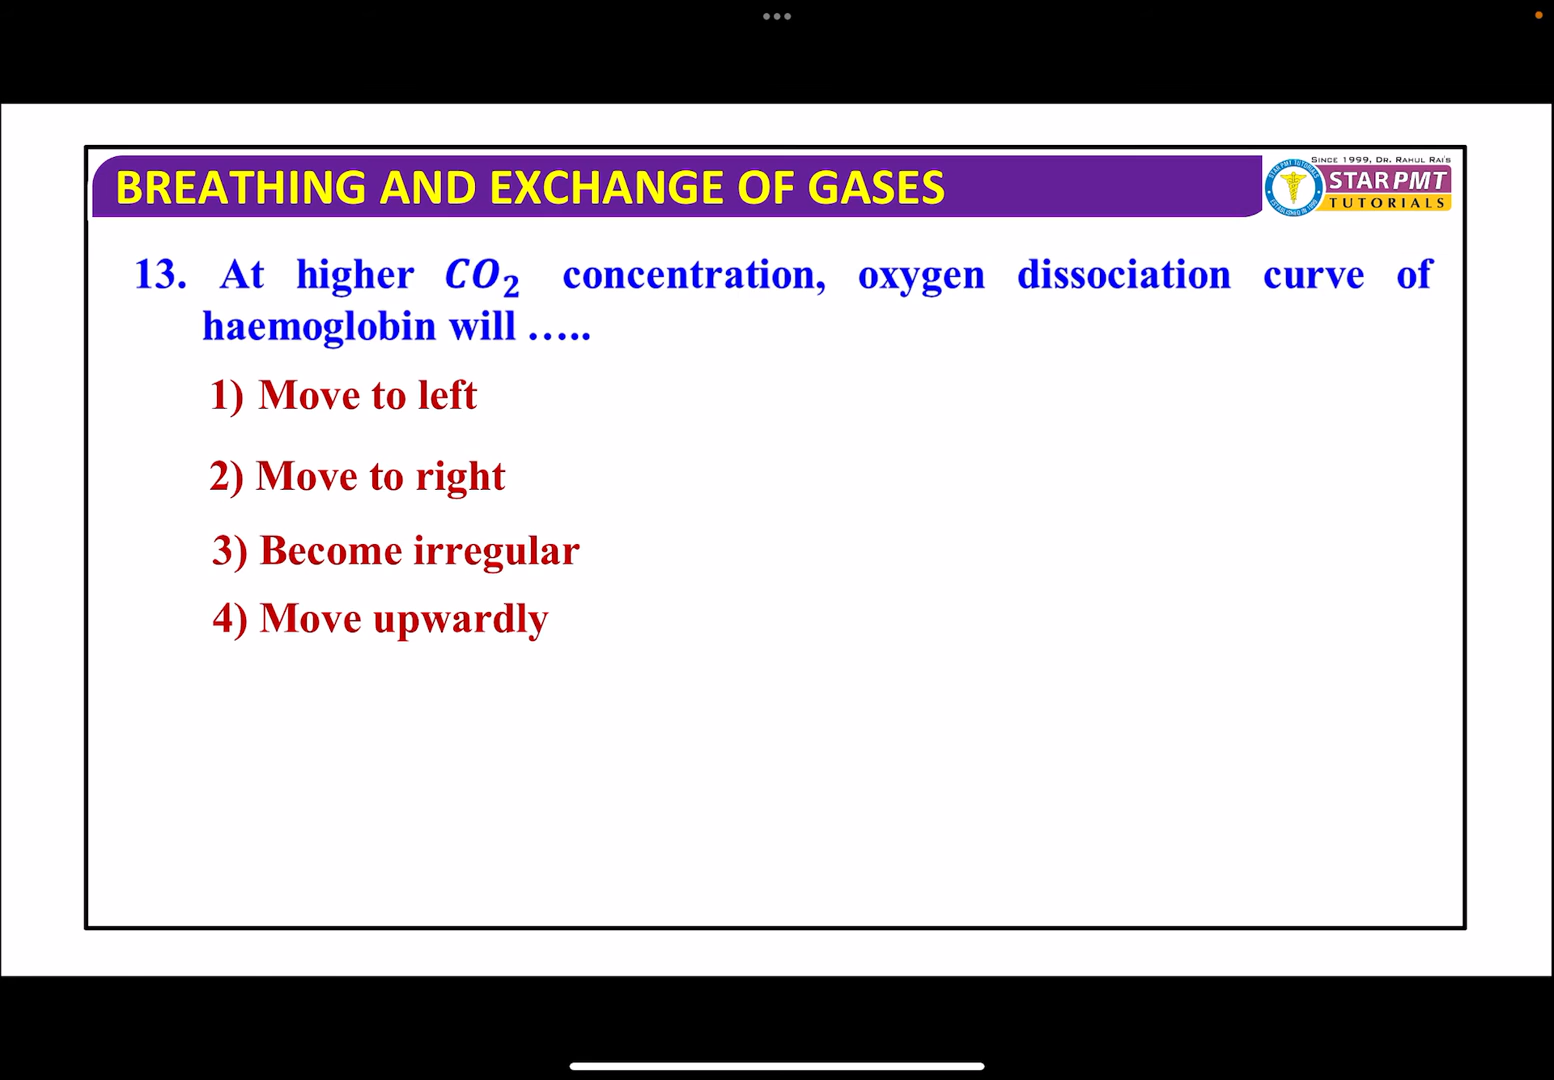 BREATHING AND EXCHANGE OF GASES
SINCE 1999, DR. RAHUL RAI'S
STAR PMT
TUTORIALS
13. At higher CO₂ concentration, oxygen dissociation curve of
haemoglobin will …..
1) Move to left
2) Move to right
3) Become irregular
4) Move upwardly